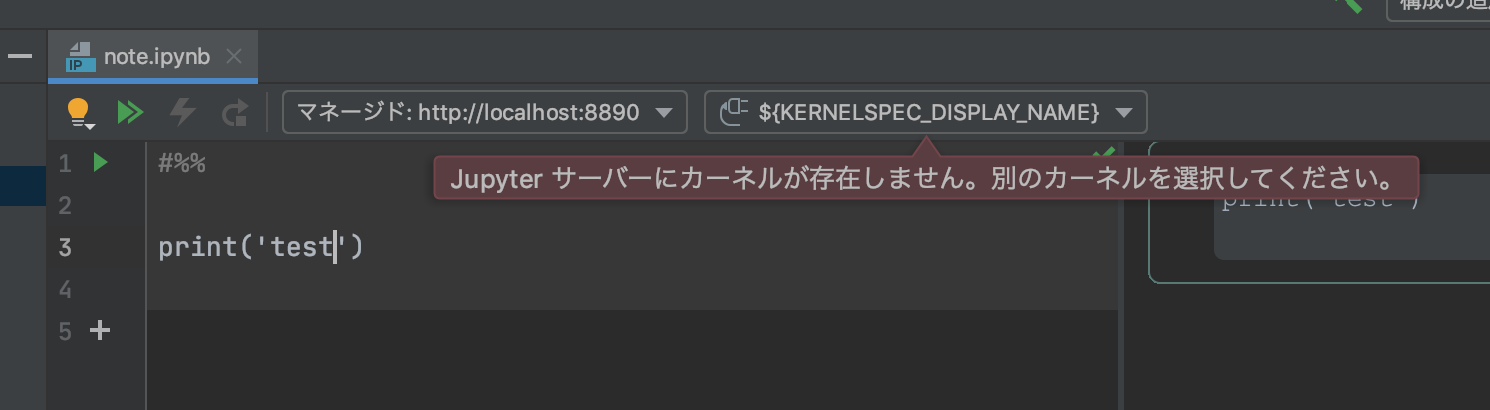 構成の追
note.ipynb
IP
マネージド: http://localhost:8890
${KERNELSPEC_DISPLAY_NAME}
Jupyter サーバーにカーネルが存在しません。別のカーネルを選択してください。
1 #%%
2
3 print('test')
4
5
print('test')